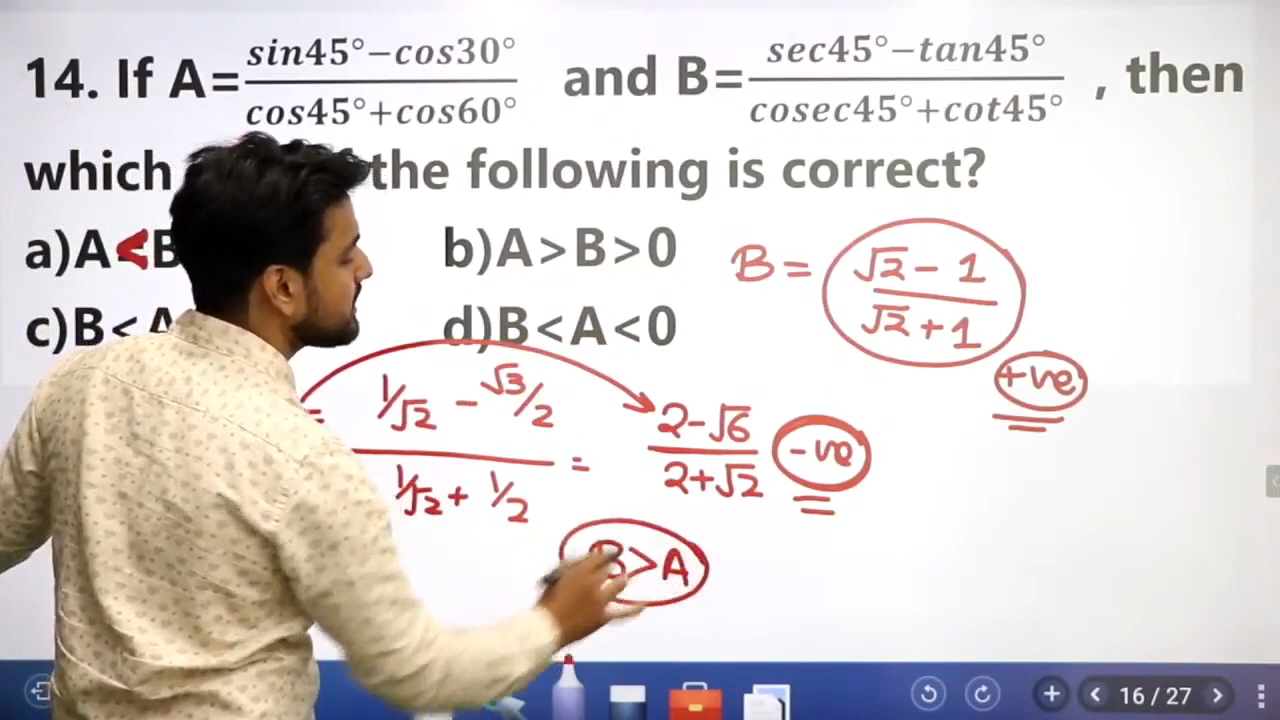 14. If A= sin45°−cos30° / cos45°+cos60° and B= sec45°−tan45° / cosec45°+cot45° , then
which the following is correct?
a)A<B b)A>B>0
c)B< d)B<A<0
B = √2 − 1 / √2 + 1
+ve
= 1/√2 − √3/2 / 1/√2 + 1/2 = 2−√6 / 2+√2 −ve
B>A
16 / 27